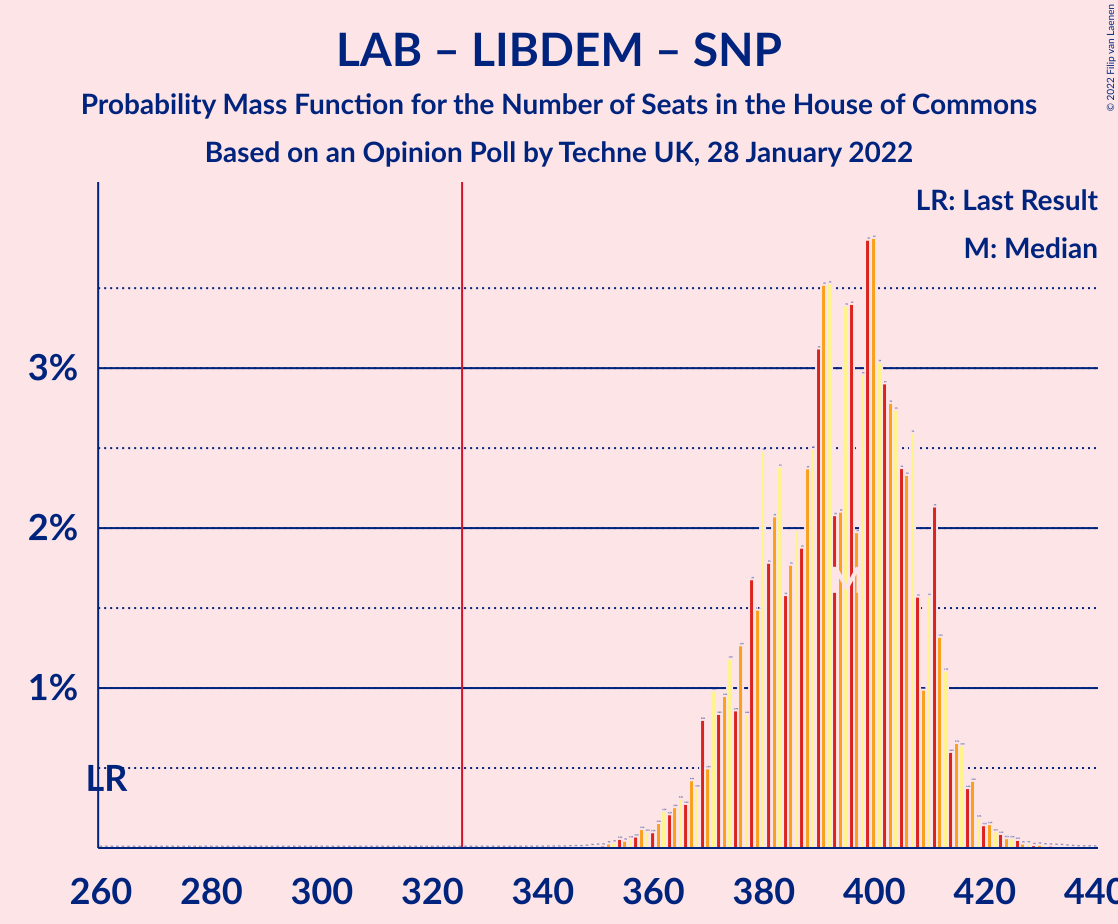 LAB – LIBDEM – SNP
Probability Mass Function for the Number of Seats in the House of Commons
Based on an Opinion Poll by Techne UK, 28 January 2022
© 2022 Filip van Laenen
LR: Last Result
M: Median
3%
2%
1%
M
LR
260 280 300 320 340 360 380 400 420 440